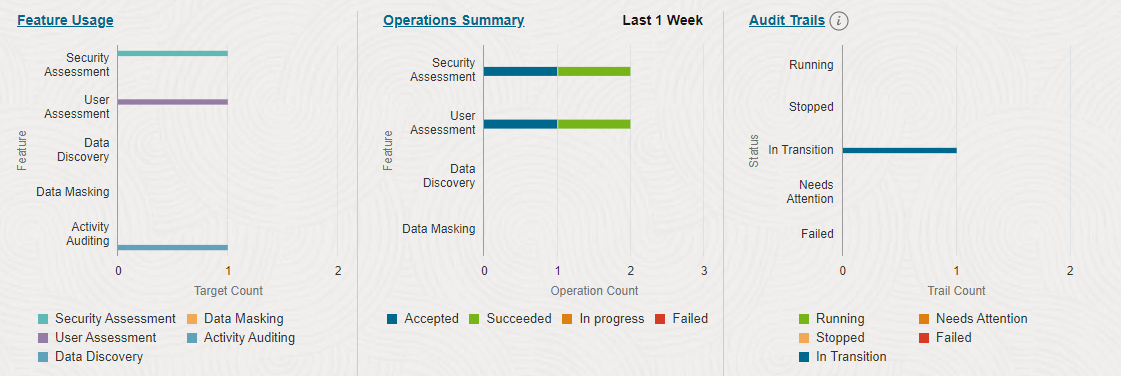 Feature Usage
Security
Assessment
User
Assessment
Data
Discovery
Data Masking
Activity
Auditing
Feature
0 1 2
Target Count
Security Assessment Data Masking
User Assessment Activity Auditing
Data Discovery
Operations Summary Last 1 Week
Security
Assessment
User
Assessment
Data
Discovery
Data Masking
Feature
0 1 2 3
Operation Count
Accepted Succeeded In progress Failed
Audit Trails i
Running
Stopped
In Transition
Needs
Attention
Failed
Status
0 1 2
Trail Count
Running Needs Attention
Stopped Failed
In Transition